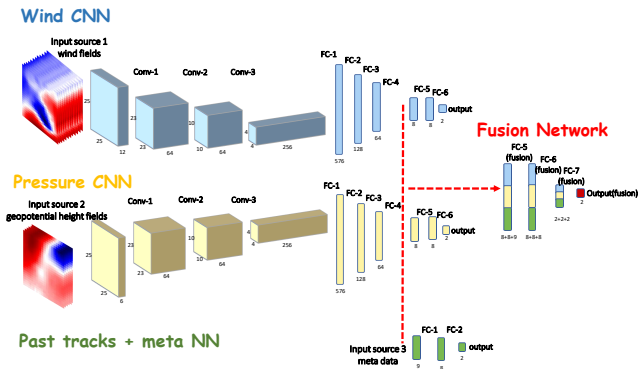 Wind CNN
Input source 1
wind fields
Conv-1
Conv-2
Conv-3
FC-1
FC-2
FC-3
FC-4
FC-5
FC-6
output
25
25
12
23
23
64
10
10
64
4
4
256
576
128
64
8
8
2
Fusion Network
FC-5
(fusion)
FC-6
(fusion)
FC-7
(fusion)
Output(fusion)
2
2+2+2
8+8+9
8+8+8
Pressure CNN
Input source 2
geopotential height fields
Conv-1
Conv-2
Conv-3
FC-1
FC-2
FC-3
FC-4
FC-5
FC-6
output
25
25
6
23
23
64
10
10
64
4
4
256
576
128
64
8
8
2
Past tracks + meta NN
Input source 3
meta data
FC-1
FC-2
output
9
2